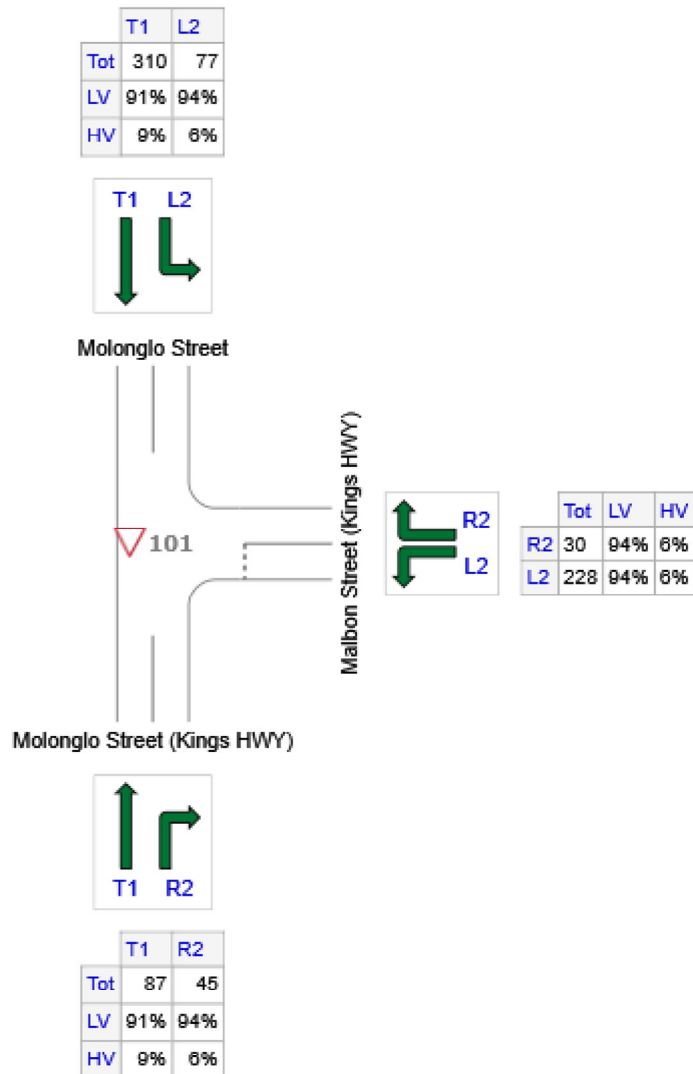 T1 L2
Tot 310 77
LV 91% 94%
HV 9% 6%
T1 L2
Molonglo Street
101
Malbon Street (Kings HWY)
R2
L2
Tot LV HV
R2 30 94% 6%
L2 228 94% 6%
Molonglo Street (Kings HWY)
T1 R2
T1 R2
Tot 87 45
LV 91% 94%
HV 9% 6%